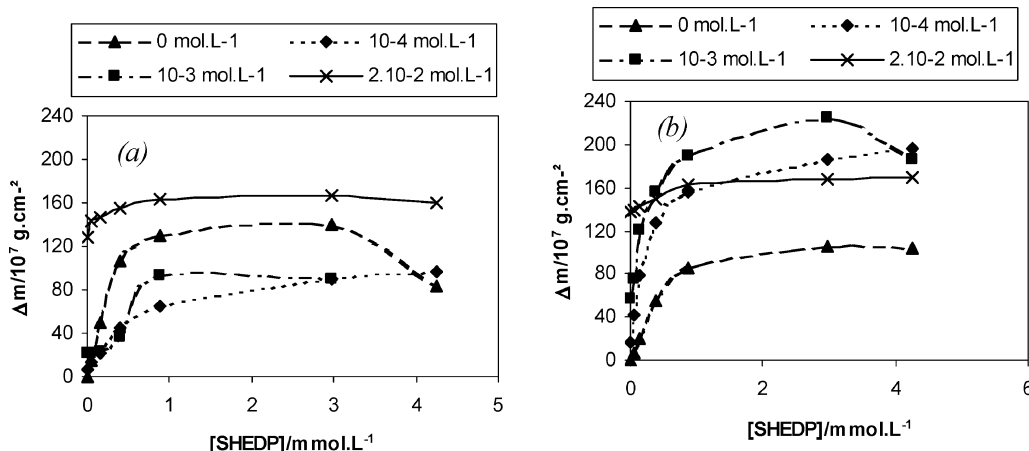 0 mol.L-1
10-4 mol.L-1
10-3 mol.L-1
2.10-2 mol.L-1
240
200
160
120
80
40
0
(a)
Δm/10⁷ g.cm-²
0
1
2
3
4
5
[SHEDP]/mmol.L⁻¹
0 mol.L-1
10-4 mol.L-1
10-3 mol.L-1
2.10-2 mol.L-1
240
200
160
120
80
40
0
(b)
Δm/10⁷ g.cm-²
0
2
4
6
[SHEDP]/mmol.L⁻¹